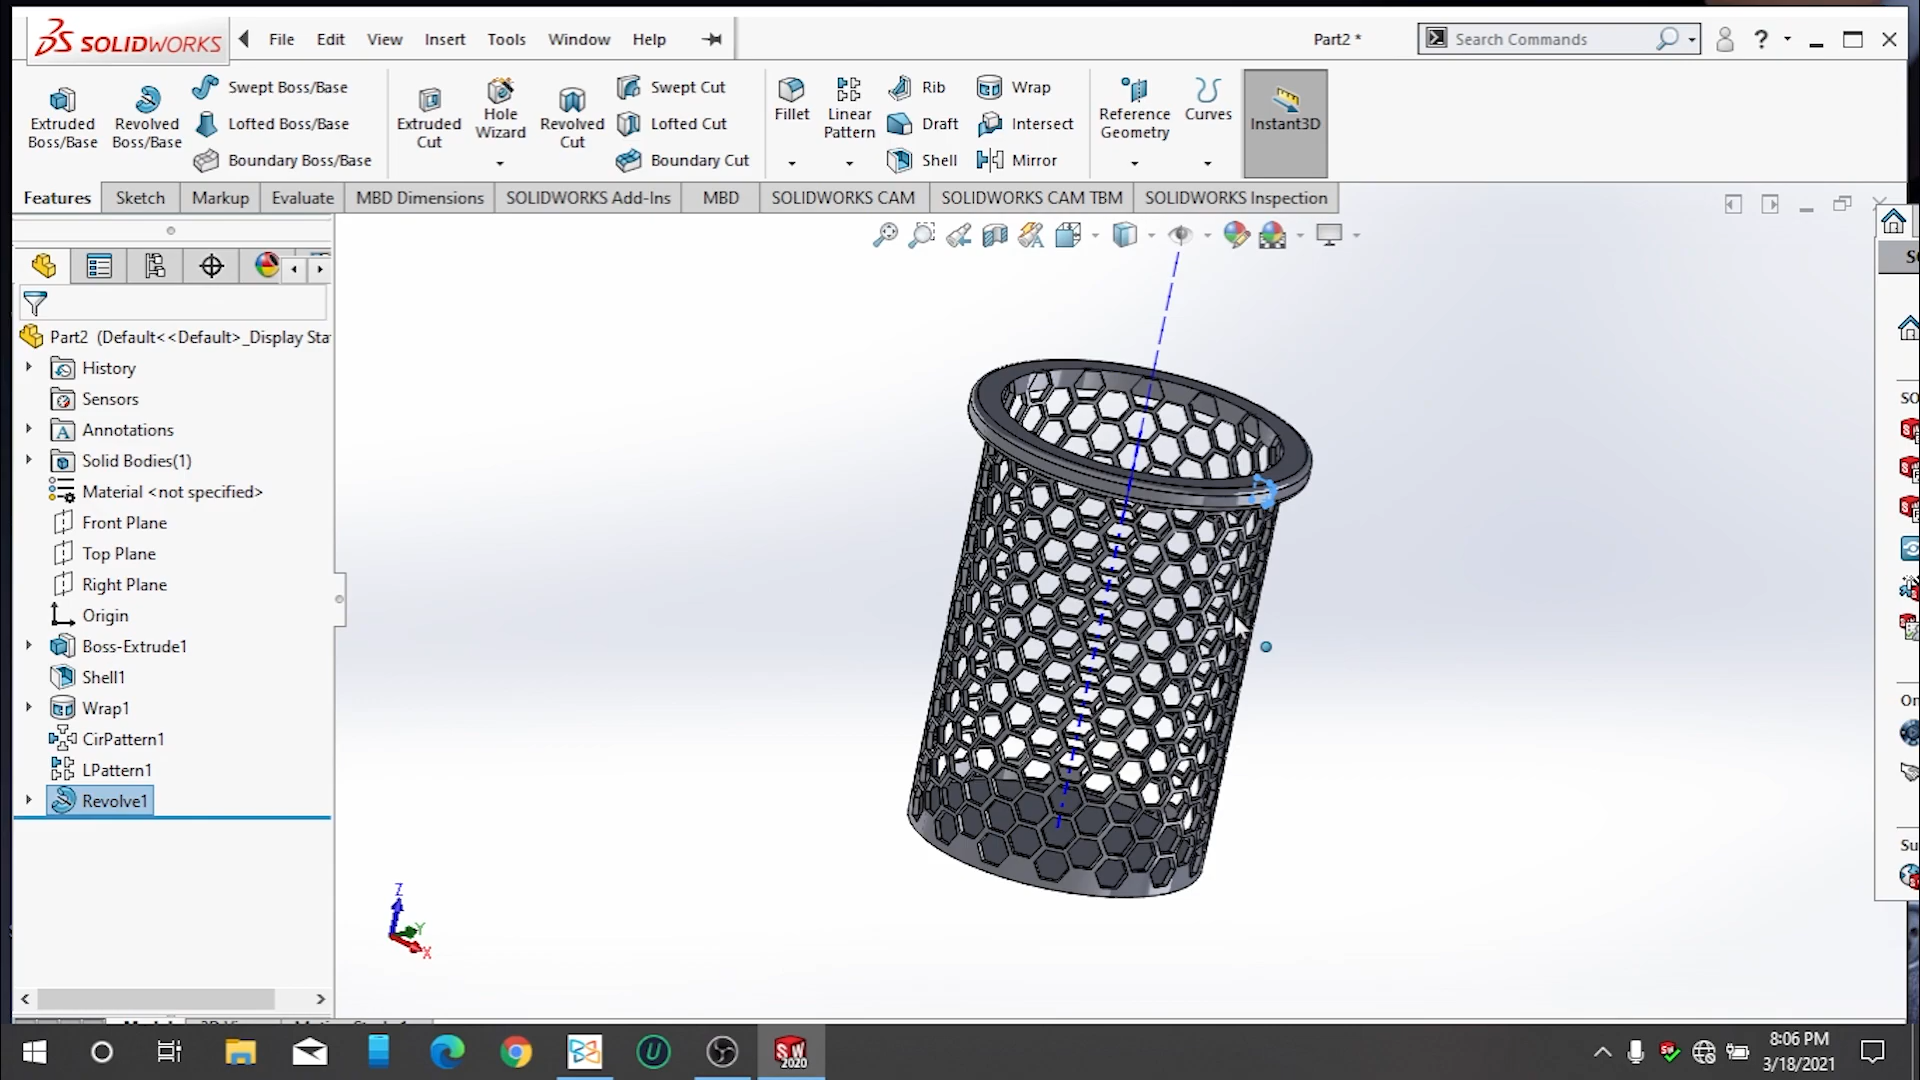 SOLIDWORKS File Edit View Insert Tools Window Help Part2 * Search Commands ?
Extruded Boss/Base
Revolved Boss/Base
Swept Boss/Base
Lofted Boss/Base
Boundary Boss/Base
Extruded Cut
Hole Wizard
Revolved Cut
Swept Cut
Lofted Cut
Boundary Cut
Fillet
Linear Pattern
Rib
Draft
Shell
Wrap
Intersect
Mirror
Reference Geometry
Curves
Instant3D
Features Sketch Markup Evaluate MBD Dimensions SOLIDWORKS Add-Ins MBD SOLIDWORKS CAM SOLIDWORKS CAM TBM SOLIDWORKS Inspection
Part2 (Default<<Default>_Display Sta
History
Sensors
Annotations
Solid Bodies(1)
Material <not specified>
Front Plane
Top Plane
Right Plane
Origin
Boss-Extrude1
Shell1
Wrap1
CirPattern1
LPattern1
Revolve1
Z
Y
X
SO
On
Su
SW 2020
8:06 PM
3/18/2021